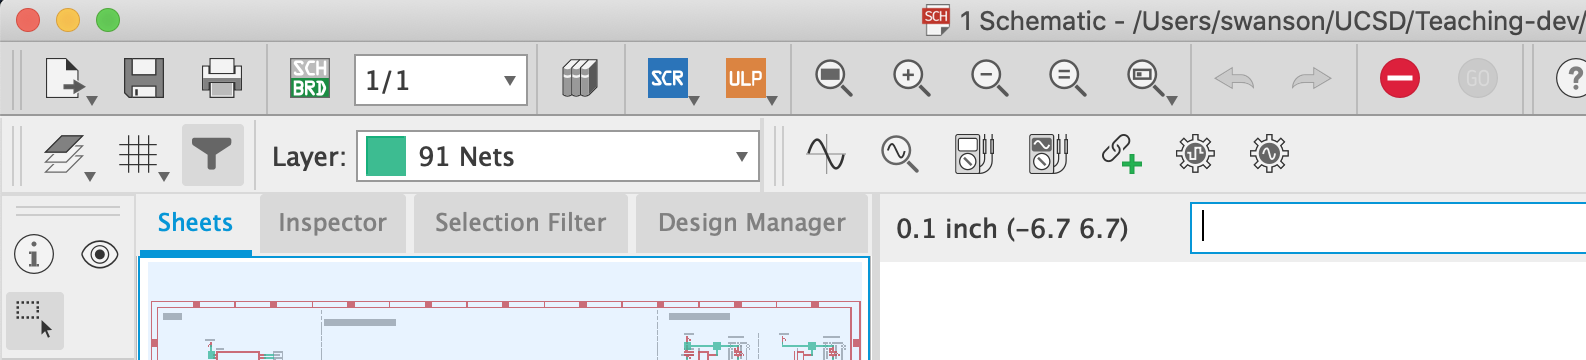 SCH
1 Schematic - /Users/swanson/UCSD/Teaching-dev/
SCH
BRD
1/1
SCR
ULP
GO
?
Layer:
91 Nets
Sheets
Inspector
Selection Filter
Design Manager
0.1 inch (-6.7 6.7)
i